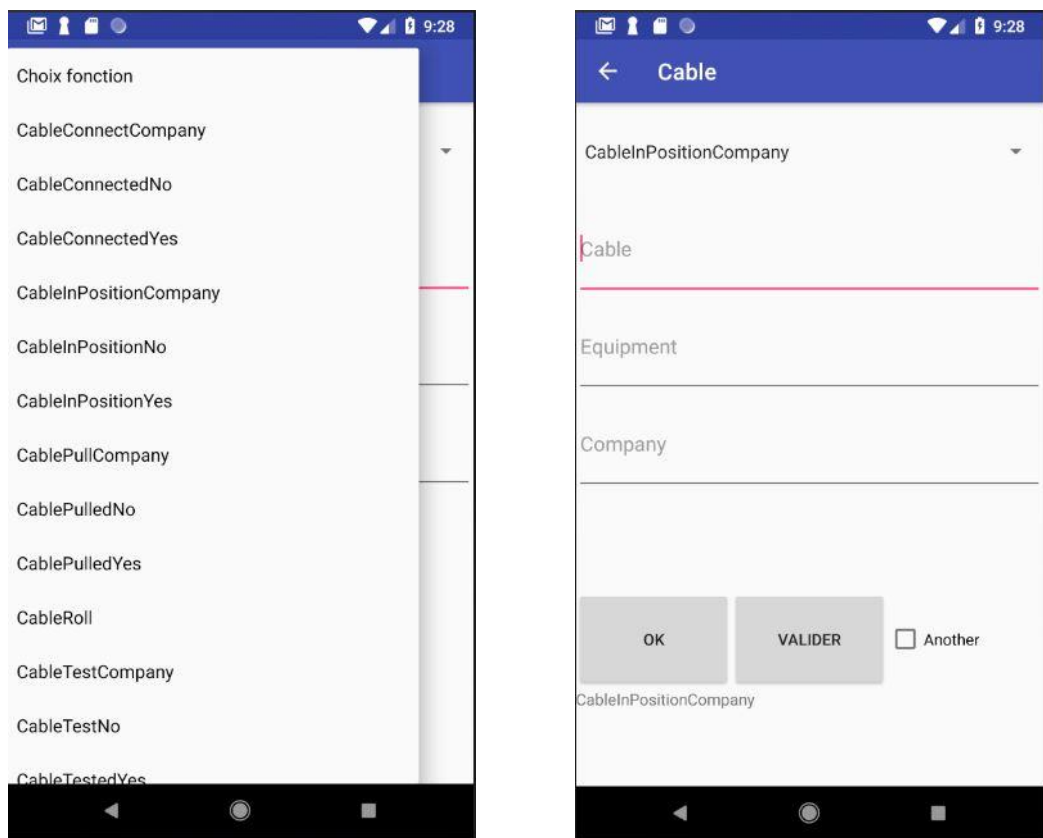 9:28
Choix fonction
CableConnectCompany
CableConnectedNo
CableConnectedYes
CableInPositionCompany
CableInPositionNo
CableInPositionYes
CablePullCompany
CablePulledNo
CablePulledYes
CableRoll
CableTestCompany
CableTestNo
CableTestedYes
9:28
Cable
CableInPositionCompany
Cable
Equipment
Company
OK VALIDER Another
CableInPositionCompany